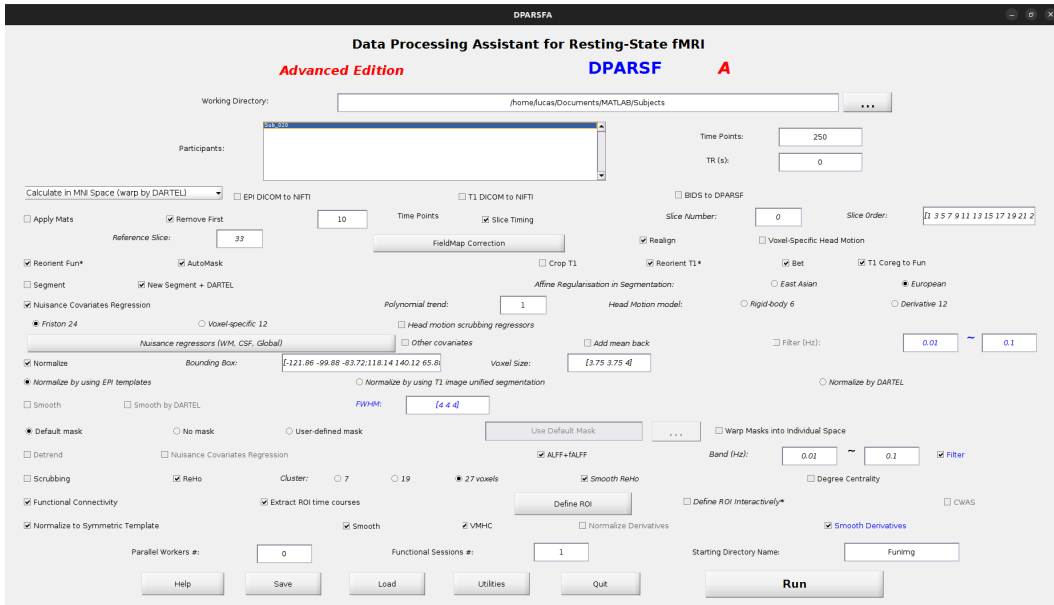 DPARSFA
Data Processing Assistant for Resting-State fMRI
Advanced Edition DPARSF A
Working Directory: /home/lucas/Documents/MATLAB/Subjects ...
Participants: Sub_020 Time Points: 250
TR (s): 0
Calculate in MNI Space (warp by DARTEL) EPI DICOM to NIFTI T1 DICOM to NIFTI BIDS to DPARSF
Apply Mats Remove First 10 Time Points Slice Timing Slice Number: 0 Slice Order: [1 3 5 7 9 11 13 15 17 19 21 2
Reference Slice: 33 FieldMap Correction Realign Voxel-Specific Head Motion
Reorient Fun* AutoMask Crop T1 Reorient T1* Bet T1 Coreg to Fun
Segment New Segment + DARTEL Affine Regularisation in Segmentation: East Asian European
Nuisance Covariates Regression Polynomial trend: 1 Head Motion model: Rigid-body 6 Derivative 12
Friston 24 Voxel-specific 12 Head motion scrubbing regressors
Nuisance regressors (WM, CSF, Global) Other covariates Add mean back Filter (Hz): 0.01 ~ 0.1
Normalize Bounding Box: [-121.86 -99.88 -83.72;118.14 140.12 65.8 Voxel Size: [3.75 3.75 4]
Normalize by using EPI templates Normalize by using T1 image unified segmentation Normalize by DARTEL
Smooth Smooth by DARTEL FWHM: [4 4 4]
Default mask No mask User-defined mask Use Default Mask ... Warp Masks into Individual Space
Detrend Nuisance Covariates Regression ALFF+fALFF Band (Hz): 0.01 ~ 0.1 Filter
Scrubbing ReHo Cluster: 7 19 27 voxels Smooth ReHo Degree Centrality
Functional Connectivity Extract ROI time courses Define ROI Define ROI Interactively* CWAS
Normalize to Symmetric Template Smooth VMHC Normalize Derivatives Smooth Derivatives
Parallel Workers #: 0 Functional Sessions #: 1 Starting Directory Name: FunImg
Help Save Load Utilities Quit Run